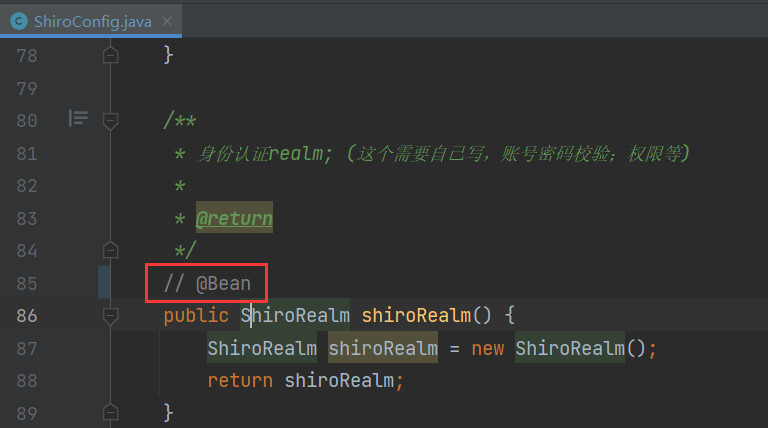 ShiroConfig.java
78 }
79
80 /**
81 * 身份认证realm; (这个需要自己写，账号密码校验；权限等)
82 *
83 * @return
84 */
85 // @Bean
86 public ShiroRealm shiroRealm() {
87 ShiroRealm shiroRealm = new ShiroRealm();
88 return shiroRealm;
89 }